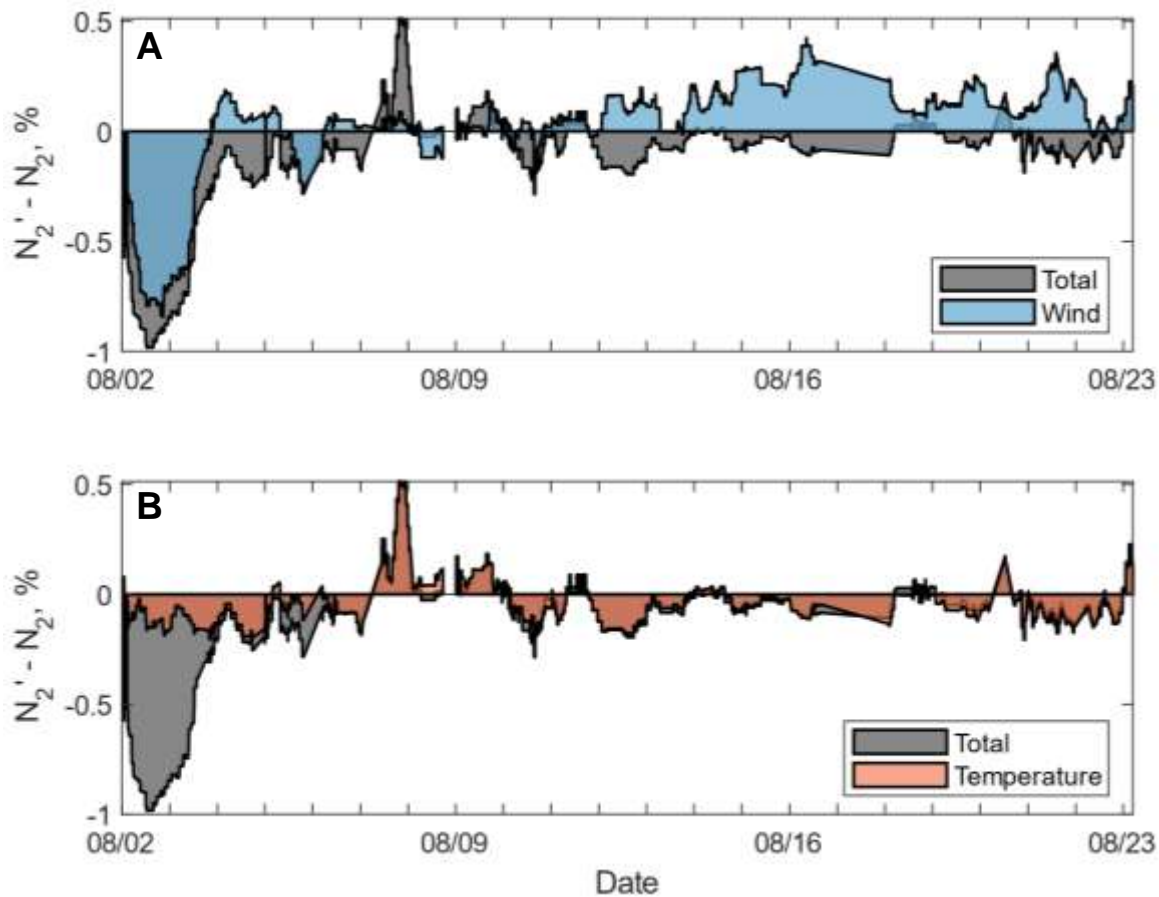 A
N2' - N2, %
0.5
0
-0.5
-1
Total
Wind
08/02 08/09 08/16 08/23
B
N2' - N2, %
0.5
0
-0.5
-1
Total
Temperature
08/02 08/09 08/16 08/23
Date